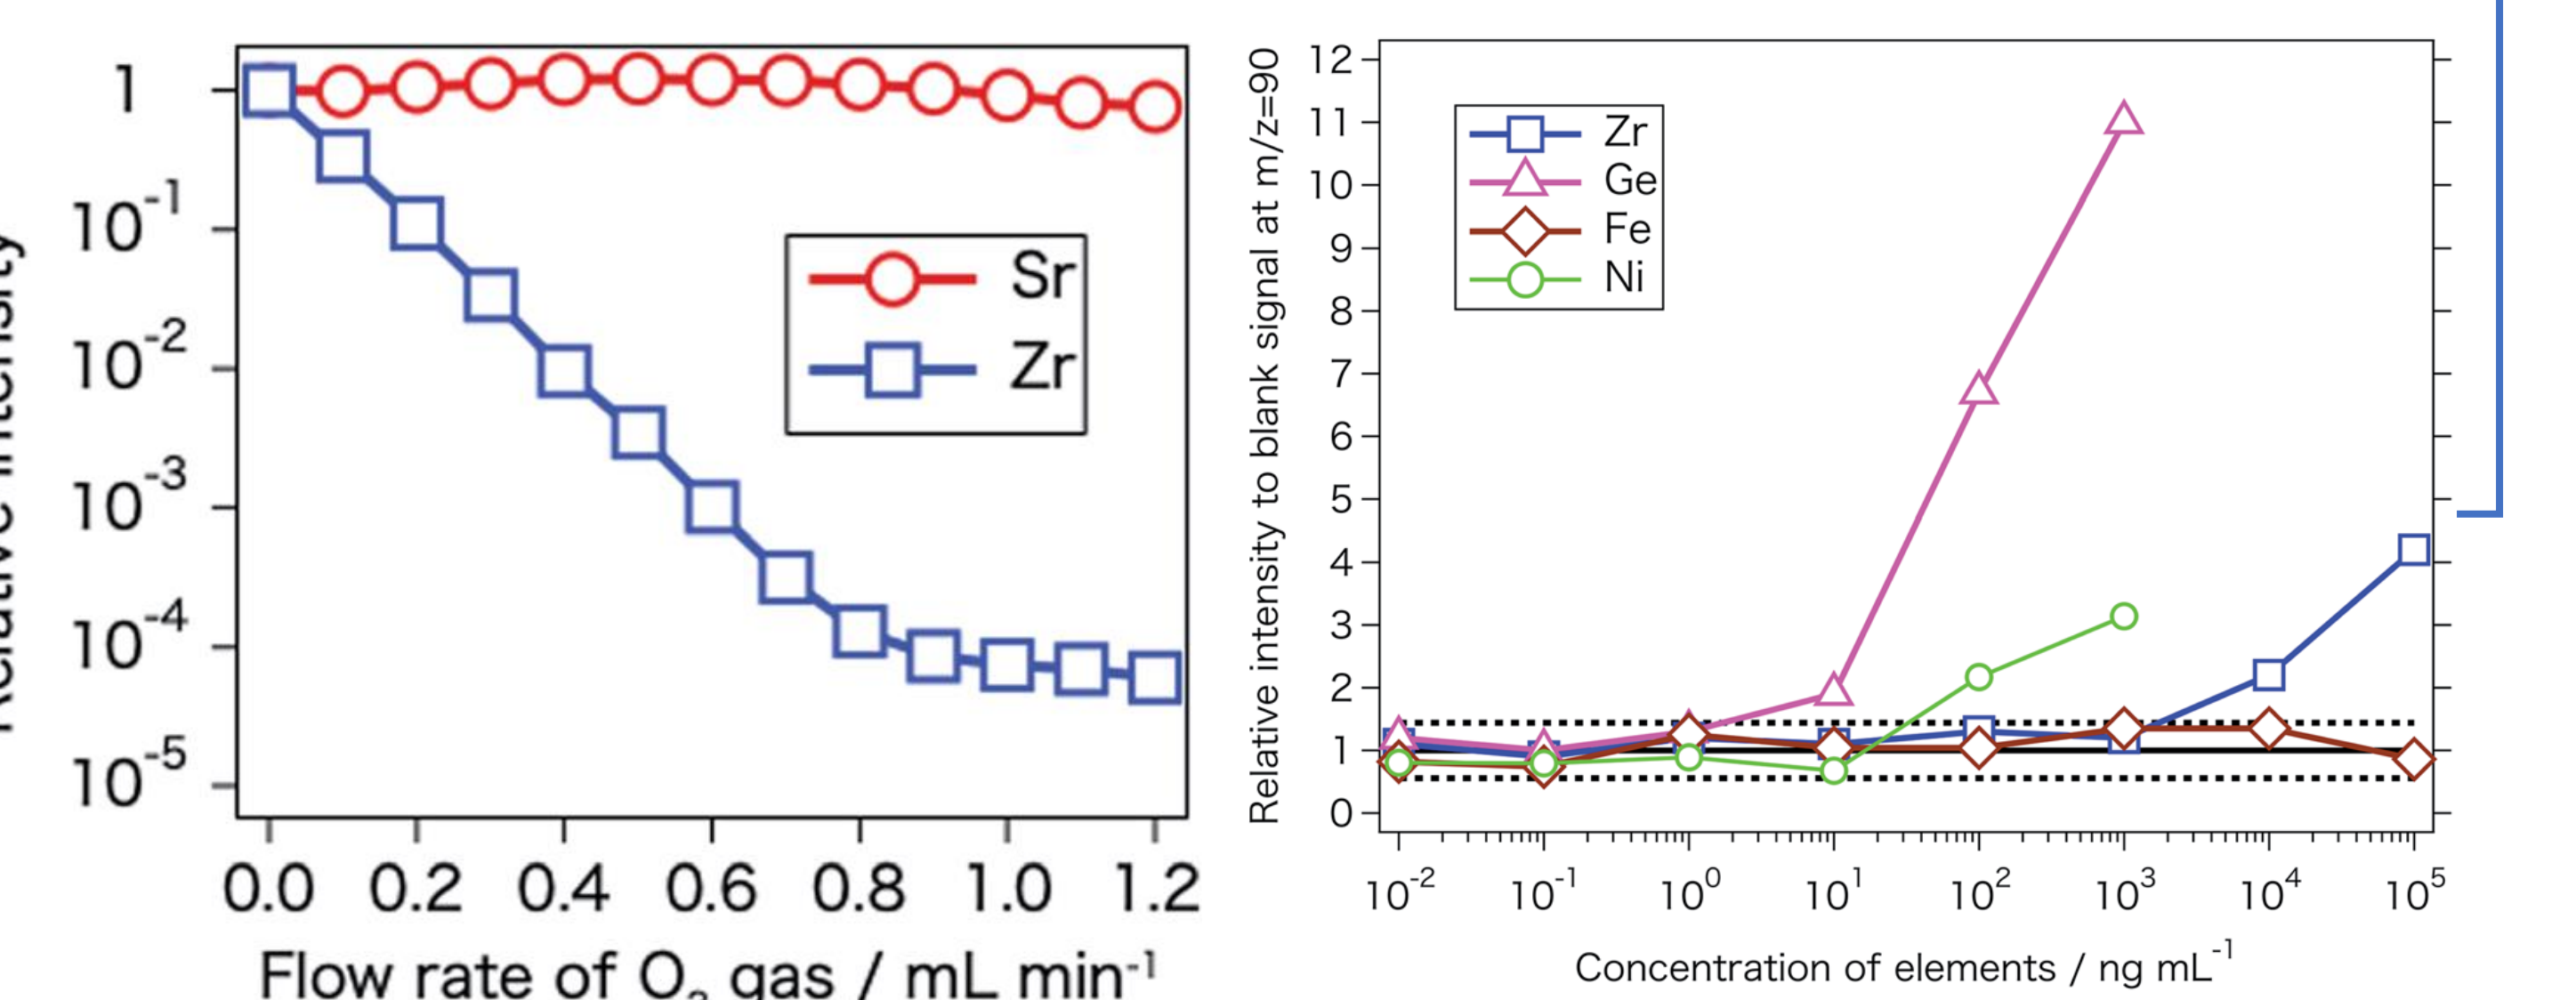 Relative intensity
1
10-1
10-2
10-3
10-4
10-5
Sr
Zr
0.0 0.2 0.4 0.6 0.8 1.0 1.2
Flow rate of O2 gas / mL min-1
Relative intensity to blank signal at m/z=90
12
11
10
9
8
7
6
5
4
3
2
1
0
Zr
Ge
Fe
Ni
10-2 10-1 100 101 102 103 104 105
Concentration of elements / ng mL-1